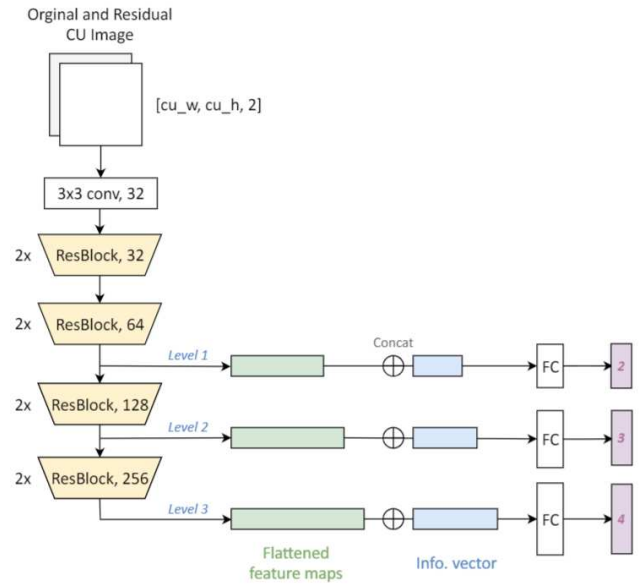 Orginal and Residual
CU Image
[cu_w, cu_h, 2]
3x3 conv, 32
2x ResBlock, 32
2x ResBlock, 64
Concat
Level 1 FC 2
2x ResBlock, 128
Level 2 FC 3
2x ResBlock, 256
Level 3 FC 4
Flattened
feature maps
Info. vector